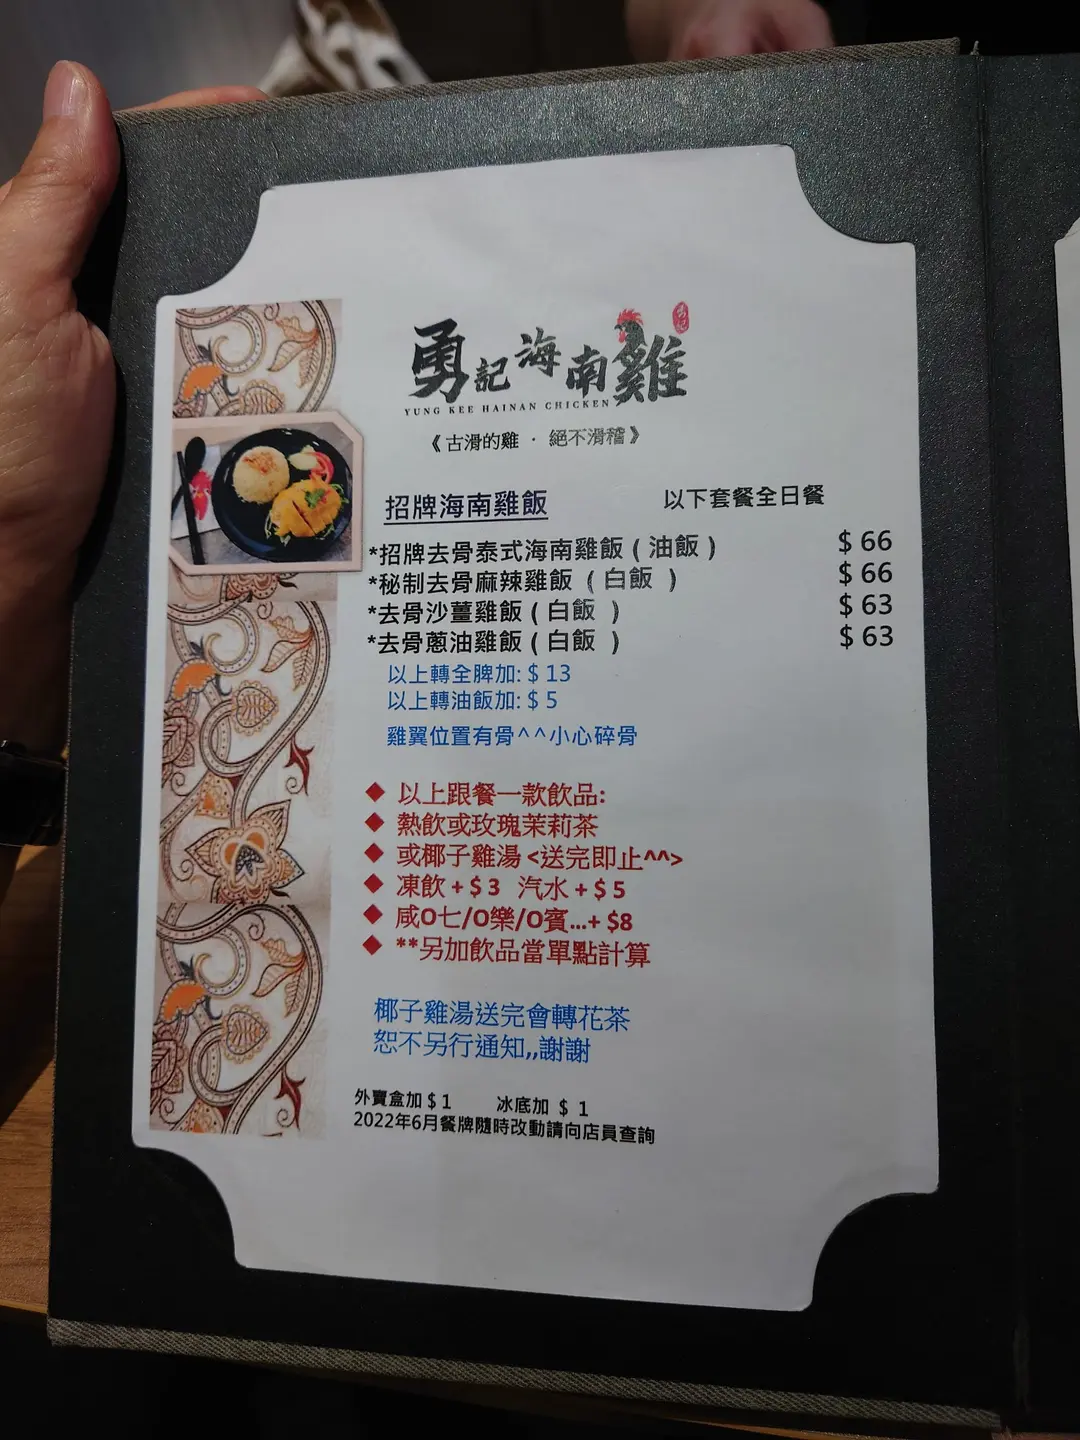 勇記海南雞
YUNG KEE HAINAN CHICKEN
《古滑的雞 · 絕不滑稽》
招牌海南雞飯 以下套餐全日餐
*招牌去骨泰式海南雞飯 ( 油飯 ) $ 66
*秘制去骨麻辣雞飯 ( 白飯 ) $ 66
*去骨沙薑雞飯 ( 白飯 ) $ 63
*去骨蔥油雞飯 ( 白飯 ) $ 63
以上轉全脾加: $ 13
以上轉油飯加: $ 5
雞翼位置有骨^^小心碎骨
◆ 以上跟餐一款飲品:
◆ 熱飲或玫瑰茉莉茶
◆ 或椰子雞湯 <送完即止^^>
◆ 凍飲 + $ 3 汽水 + $ 5
◆ 咸O七/O樂/O賓...+ $8
◆ **另加飲品當單點計算
椰子雞湯送完會轉花茶
恕不另行通知,,謝謝
外賣盒加 $ 1 冰底加 $ 1
2022年6月餐牌隨時改動請向店員查詢